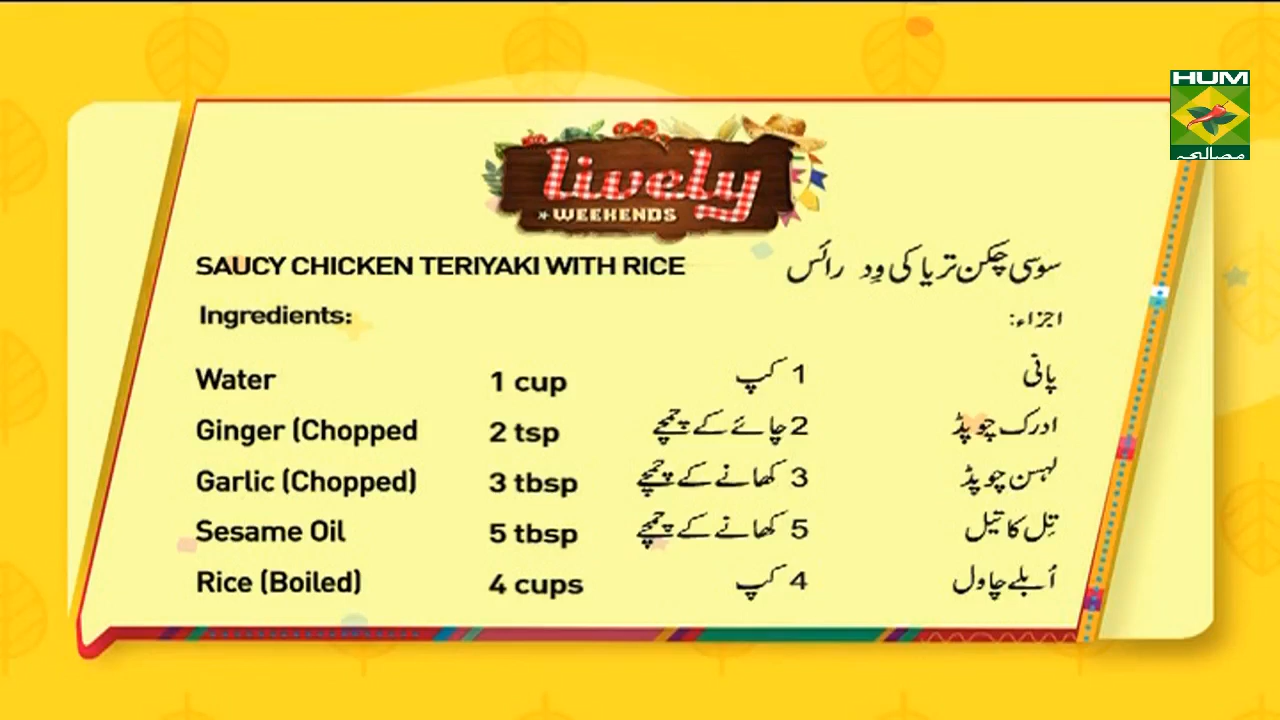 HUM
مصالحہ
lively
WEEKENDS
SAUCY CHICKEN TERIYAKI WITH RICE سوسی چکن تریاکی وِد رائس
Ingredients: اجزاء:
Water 1 cup 1 کپ پانی
Ginger (Chopped 2 tsp 2 چائے کے چمچے ادرک چوپڈ
Garlic (Chopped) 3 tbsp 3 کھانے کے چمچے لہسن چوپڈ
Sesame Oil 5 tbsp 5 کھانے کے چمچے تِل کا تیل
Rice (Boiled) 4 cups 4 کپ اُبلے چاول